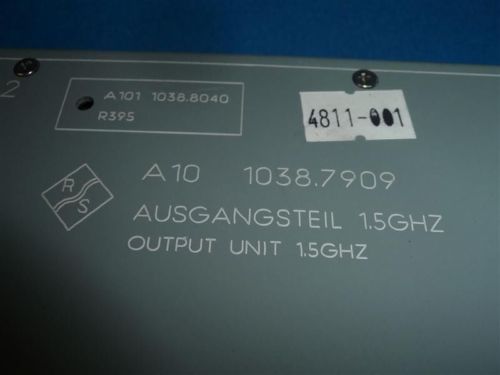 2
A101 1038.8040
R395
4811-001
R
S
A10 1038.7909
AUSGANGSTEIL 1.5GHZ
OUTPUT UNIT 1.5GHZ